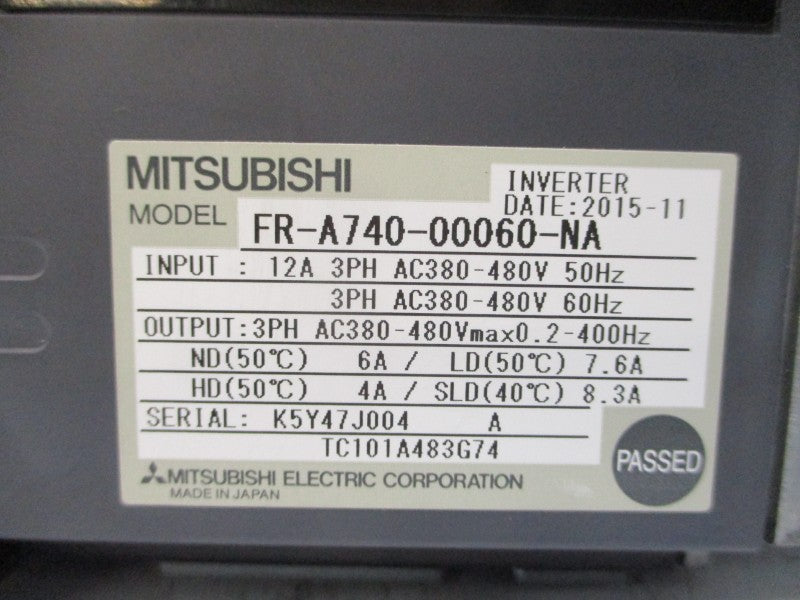 MITSUBISHI
INVERTER
DATE:2015-11
MODEL FR-A740-00060-NA
INPUT : 12A 3PH AC380-480V 50Hz
3PH AC380-480V 60Hz
OUTPUT:3PH AC380-480Vmax0.2-400Hz
ND(50℃) 6A / LD(50℃) 7.6A
HD(50℃) 4A / SLD(40℃) 8.3A
SERIAL: K5Y47J004 A
TC101A483G74
PASSED
MITSUBISHI ELECTRIC CORPORATION
MADE IN JAPAN